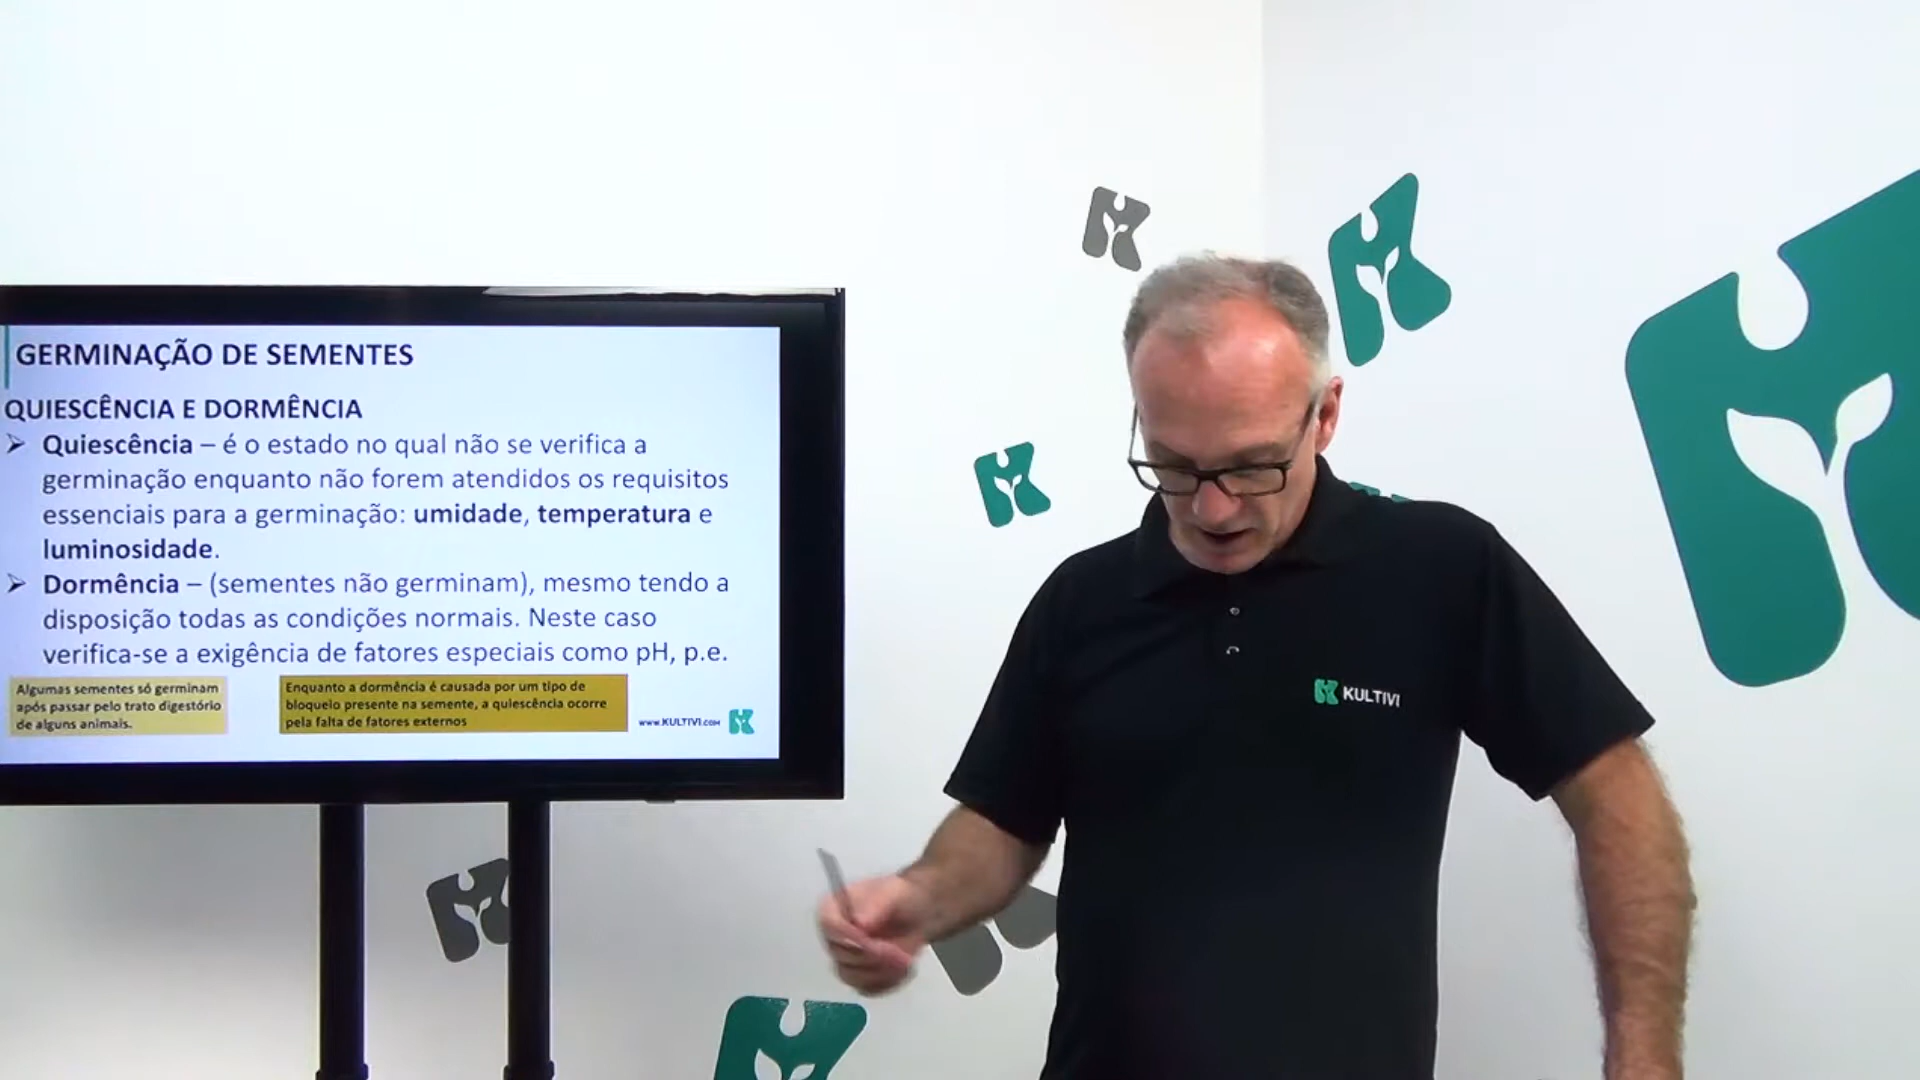 GERMINAÇÃO DE SEMENTES
QUIESCÊNCIA E DORMÊNCIA
➢ Quiescência – é o estado no qual não se verifica a
germinação enquanto não forem atendidos os requisitos
essenciais para a germinação: umidade, temperatura e
luminosidade.
➢ Dormência – (sementes não germinam), mesmo tendo a
disposição todas as condições normais. Neste caso
verifica-se a exigência de fatores especiais como pH, p.e.
Algumas sementes só germinam
após passar pelo trato digestório
de alguns animais.
Enquanto a dormência é causada por um tipo de
bloqueio presente na semente, a quiescência ocorre
pela falta de fatores externos
www.KULTIVI.COM
KULTIVI